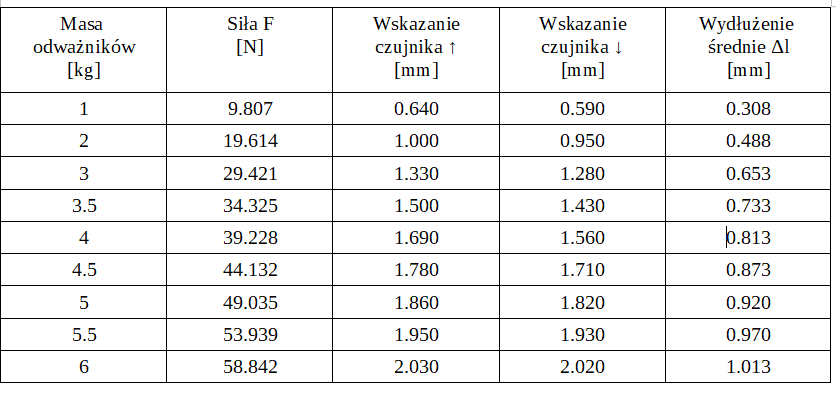 Masa odważników [kg] | Siła F [N] | Wskazanie czujnika ↑ [mm] | Wskazanie czujnika ↓ [mm] | Wydłużenie średnie Δl [mm]
1 | 9.807 | 0.640 | 0.590 | 0.308
2 | 19.614 | 1.000 | 0.950 | 0.488
3 | 29.421 | 1.330 | 1.280 | 0.653
3.5 | 34.325 | 1.500 | 1.430 | 0.733
4 | 39.228 | 1.690 | 1.560 | 0.813
4.5 | 44.132 | 1.780 | 1.710 | 0.873
5 | 49.035 | 1.860 | 1.820 | 0.920
5.5 | 53.939 | 1.950 | 1.930 | 0.970
6 | 58.842 | 2.030 | 2.020 | 1.013